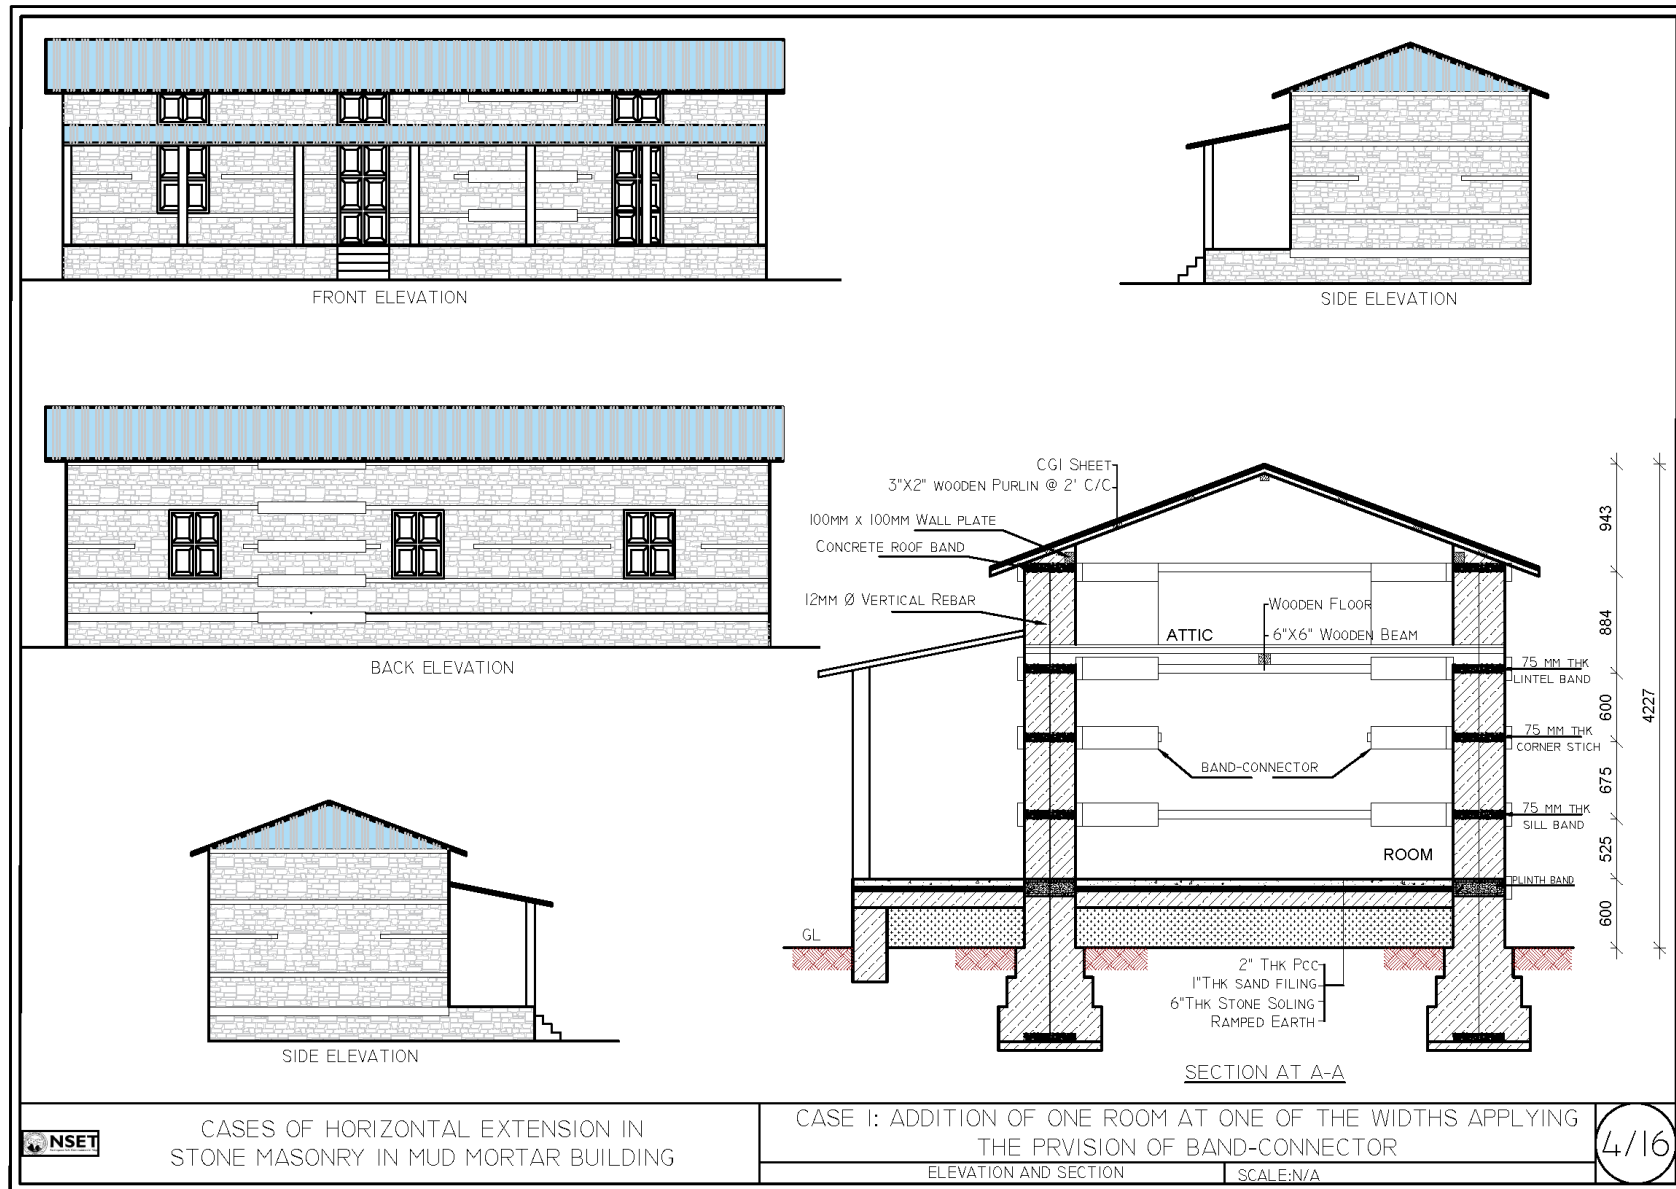 FRONT ELEVATION
SIDE ELEVATION
BACK ELEVATION
SIDE ELEVATION
CGI SHEET
3"X2" WOODEN PURLIN @ 2' C/C
100MM X 100MM WALL PLATE
CONCRETE ROOF BAND
12MM Ø VERTICAL REBAR
WOODEN FLOOR
ATTIC
6"X6" WOODEN BEAM
75 MM THK
LINTEL BAND
75 MM THK
CORNER STICH
BAND-CONNECTOR
75 MM THK
SILL BAND
ROOM
PLINTH BAND
943
884
600
675
525
600
4227
GL
2" THK PCC
1"THK SAND FILING
6"THK STONE SOLING
RAMPED EARTH
SECTION AT A-A
NSET
CASES OF HORIZONTAL EXTENSION IN
STONE MASONRY IN MUD MORTAR BUILDING
CASE 1: ADDITION OF ONE ROOM AT ONE OF THE WIDTHS APPLYING
THE PRVISION OF BAND-CONNECTOR
ELEVATION AND SECTION
SCALE:N/A
4/16